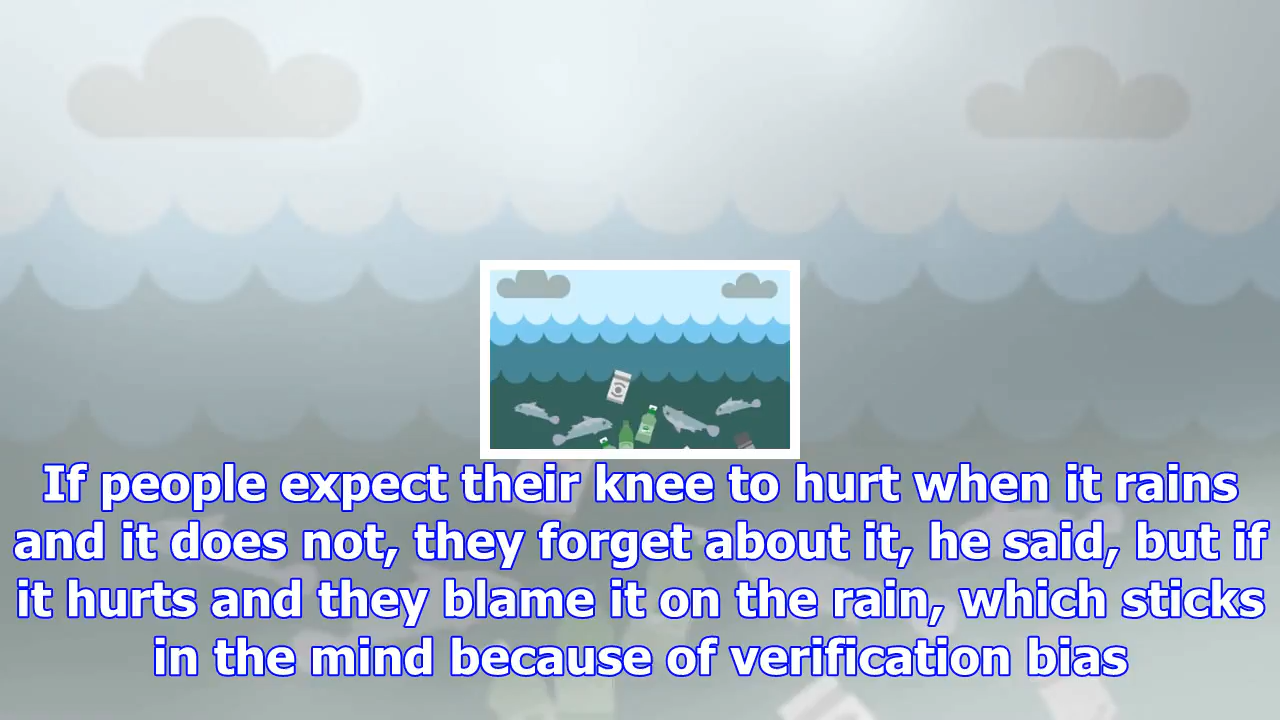 If people expect their knee to hurt when it rains
and it does not, they forget about it, he said, but if
it hurts and they blame it on the rain, which sticks
in the mind because of verification bias